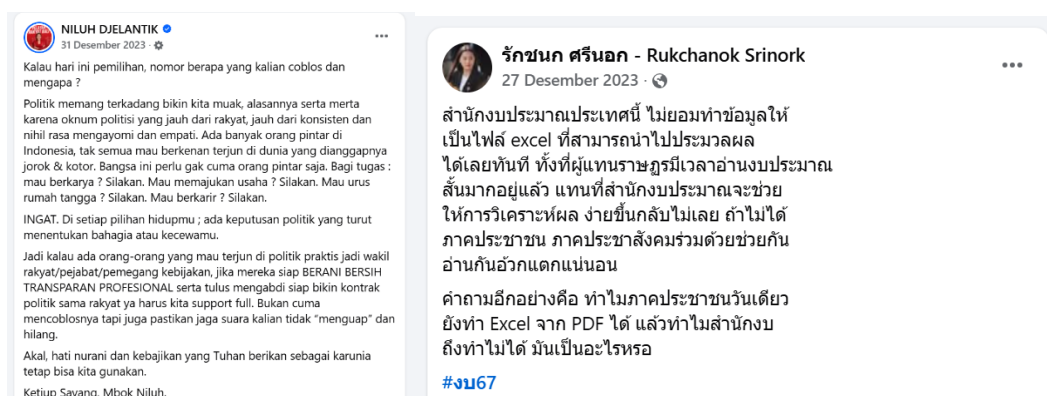 NILUH DJELANTIK
31 Desember 2023
Kalau hari ini pemilihan, nomor berapa yang kalian coblos dan
mengapa ?
Politik memang terkadang bikin kita muak, alasannya serta merta
karena oknum politisi yang jauh dari rakyat, jauh dari konsisten dan
nihil rasa mengayomi dan empati. Ada banyak orang pintar di
Indonesia, tak semua mau berkenan terjun di dunia yang dianggapnya
jorok & kotor. Bangsa ini perlu gak cuma orang pintar saja. Bagi tugas :
mau berkarya ? Silakan. Mau memajukan usaha ? Silakan. Mau urus
rumah tangga ? Silakan. Mau berkarir ? Silakan.
INGAT. Di setiap pilihan hidupmu ; ada keputusan politik yang turut
menentukan bahagia atau kecewamu.
Jadi kalau ada orang-orang yang mau terjun di politik praktis jadi wakil
rakyat/pejabat/pemegang kebijakan, jika mereka siap BERANI BERSIH
TRANSPARAN PROFESIONAL serta tulus mengabdi siap bikin kontrak
politik sama rakyat ya harus kita support full. Bukan cuma
mencoblosnya tapi juga pastikan jaga suara kalian tidak “menguap” dan
hilang.
Akal, hati nurani dan kebajikan yang Tuhan berikan sebagai karunia
tetap bisa kita gunakan.
Ketjup Sayang, Mbok Niluh.
รักชนก ศรีนอก - Rukchanok Srinork
27 Desember 2023
สำนักงบประมาณประเทศนี้ ไม่ยอมทำข้อมูลให้
เป็นไฟล์ excel ที่สามารถนำไปประมวลผล
ได้เลยทันที ทั้งที่ผู้แทนราษฎรมีเวลาอ่านงบประมาณ
สั้นมากอยู่แล้ว แทนที่สำนักงบประมาณจะช่วย
ให้การวิเคราะห์ผล ง่ายขึ้นกลับไม่เลย ถ้าไม่ได้
ภาคประชาชน ภาคประชาสังคมร่วมด้วยช่วยกัน
อ่านกันอ้วกแตกแน่นอน
คำถามอีกอย่างคือ ทำไมภาคประชาชนวันเดียว
ยังทำ Excel จาก PDF ได้ แล้วทำไมสำนักงบ
ถึงทำไม่ได้ มันเป็นอะไรหรอ
#งบ67